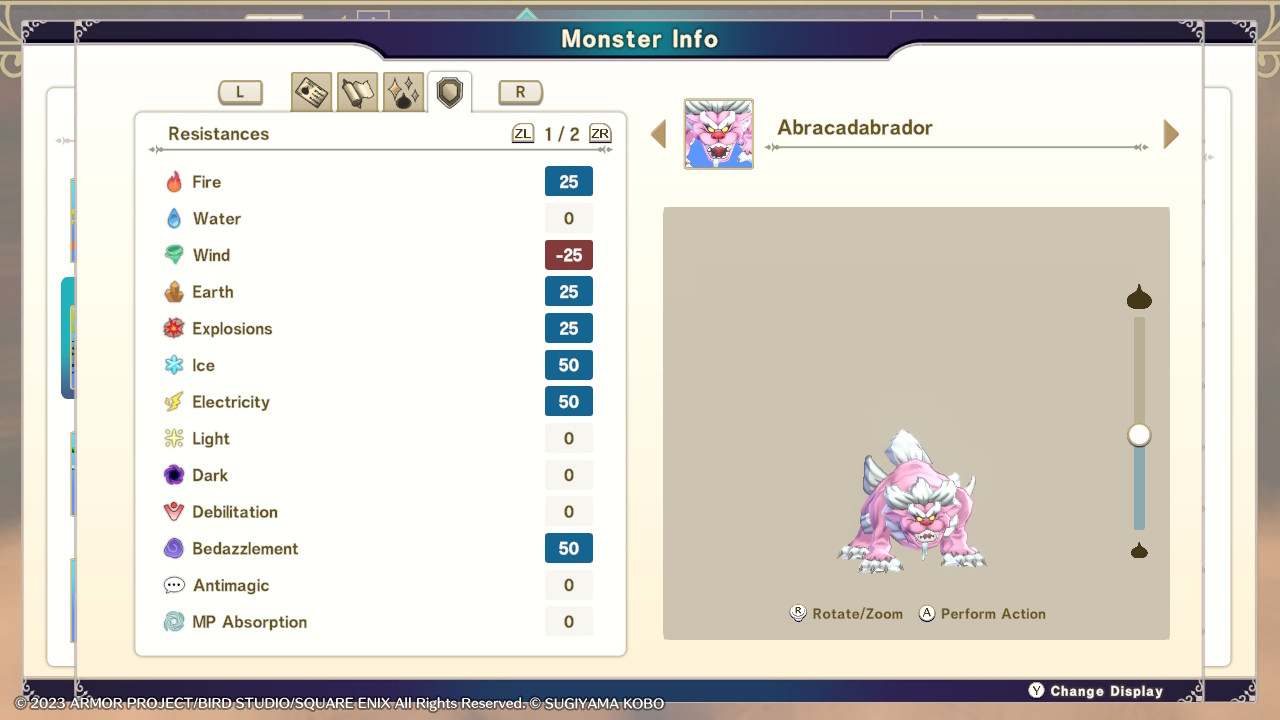 Monster Info
L
R
Resistances
ZL 1 / 2 ZR
Fire 25
Water 0
Wind -25
Earth 25
Explosions 25
Ice 50
Electricity 50
Light 0
Dark 0
Debilitation 0
Bedazzlement 50
Antimagic 0
MP Absorption 0
Abracadabrador
R Rotate/Zoom A Perform Action
Y Change Display
© 2023 ARMOR PROJECT/BIRD STUDIO/SQUARE ENIX All Rights Reserved. © SUGIYAMA KOBO